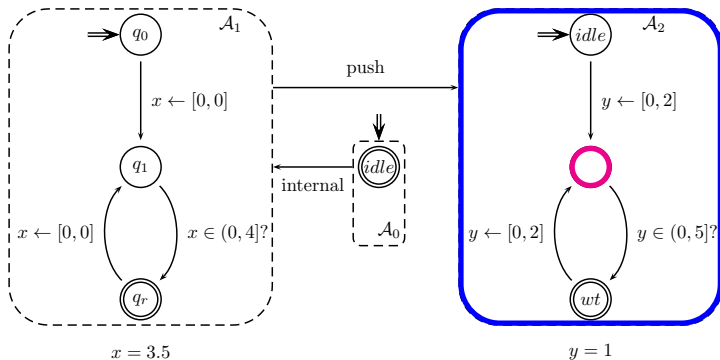 q₀
𝒜₁
idle
𝒜₂
push
x ← [0, 0]
y ← [0, 2]
q₁
idle
internal
x ← [0, 0]
x ∈ (0, 4]?
𝒜₀
y ← [0, 2]
y ∈ (0, 5]?
qᵣ
wt
x = 3.5
y = 1